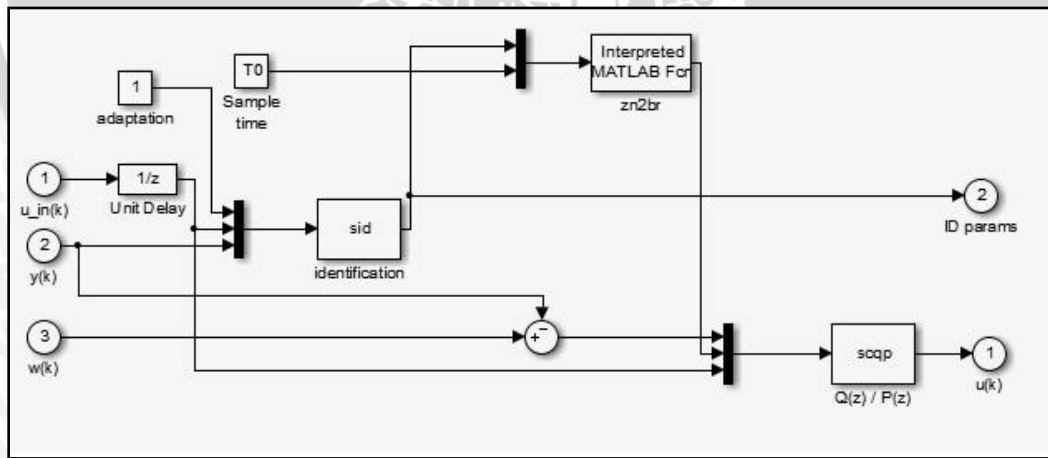 Interpreted
MATLAB Fcn
zn2br
T0
Sample
time
1
adaptation
1
u_in(k)
1/z
Unit Delay
2
y(k)
sid
identification
2
ID params
3
w(k)
+
−
scqp
Q(z) / P(z)
1
u(k)